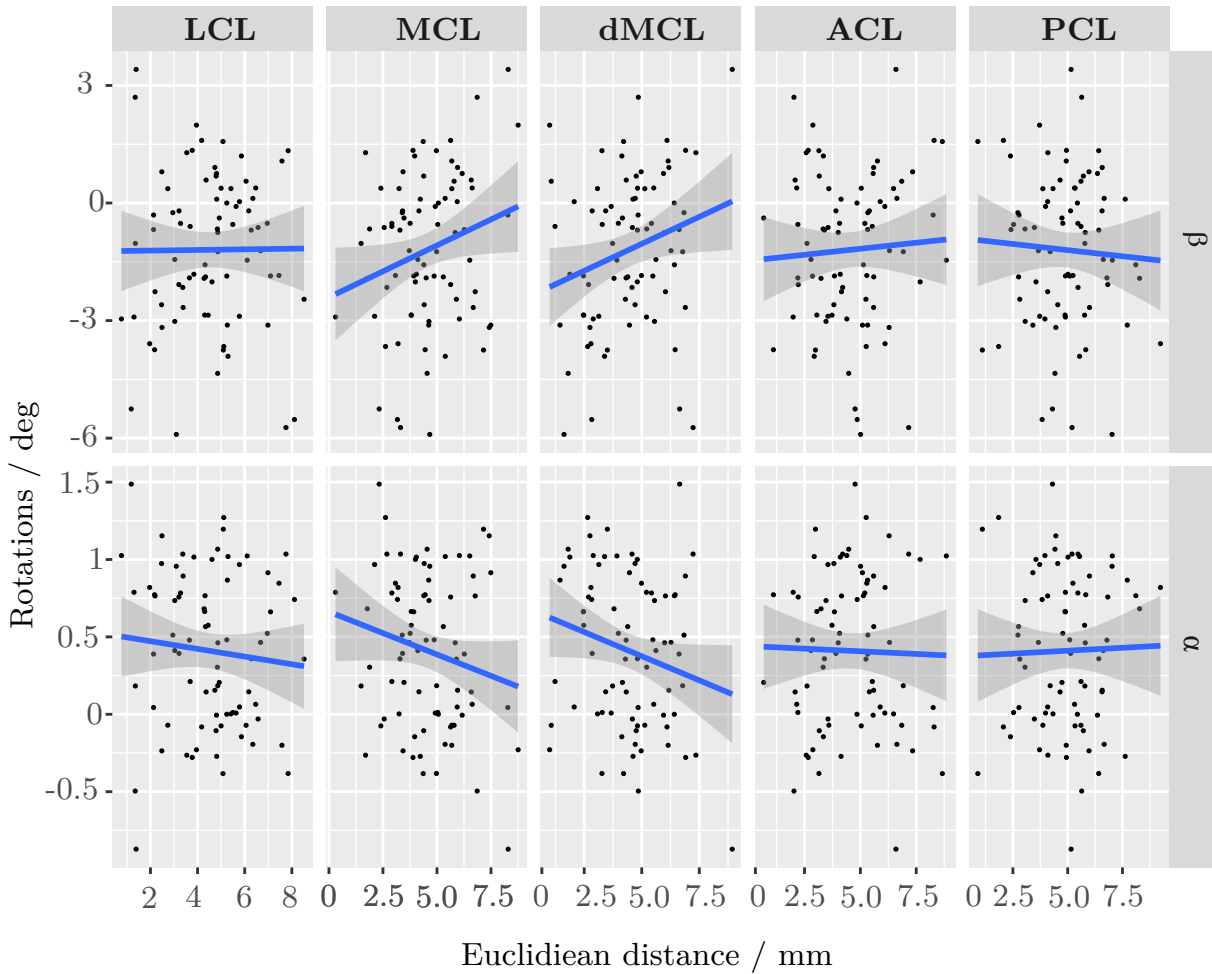 LCL MCL dMCL ACL PCL
3
0
-3
-6
β
Rotations / deg
1.5
1
0.5
0
-0.5
α
2 4 6 8 0 2.5 5.0 7.5 0 2.5 5.0 7.5 0 2.5 5.0 7.5 0 2.5 5.0 7.5
Euclidiean distance / mm